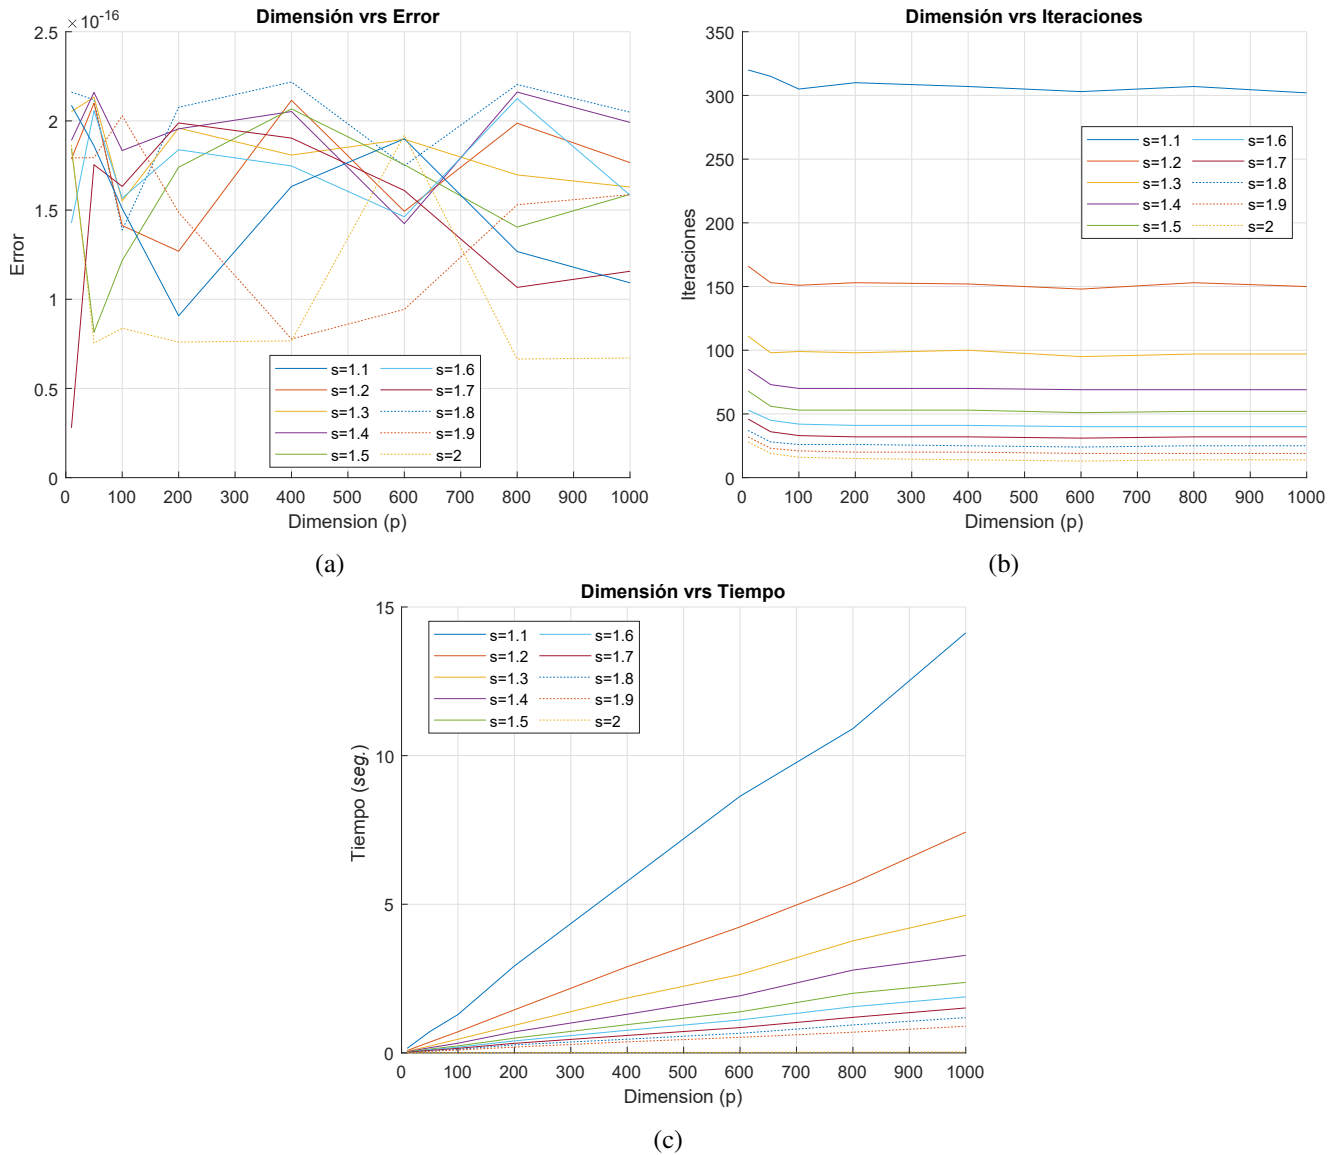 Dimensión vrs Error
×10-16
2.5
2
1.5
1
0.5
0
Error
s=1.1 s=1.6
s=1.2 s=1.7
s=1.3 s=1.8
s=1.4 s=1.9
s=1.5 s=2
0 100 200 300 400 500 600 700 800 900 1000
Dimension (p)
(a)
Dimensión vrs Iteraciones
350
300
250
200
150
100
50
0
Iteraciones
s=1.1 s=1.6
s=1.2 s=1.7
s=1.3 s=1.8
s=1.4 s=1.9
s=1.5 s=2
0 100 200 300 400 500 600 700 800 900 1000
Dimension (p)
(b)
Dimensión vrs Tiempo
15
10
5
0
Tiempo (seg.)
s=1.1 s=1.6
s=1.2 s=1.7
s=1.3 s=1.8
s=1.4 s=1.9
s=1.5 s=2
0 100 200 300 400 500 600 700 800 900 1000
Dimension (p)
(c)